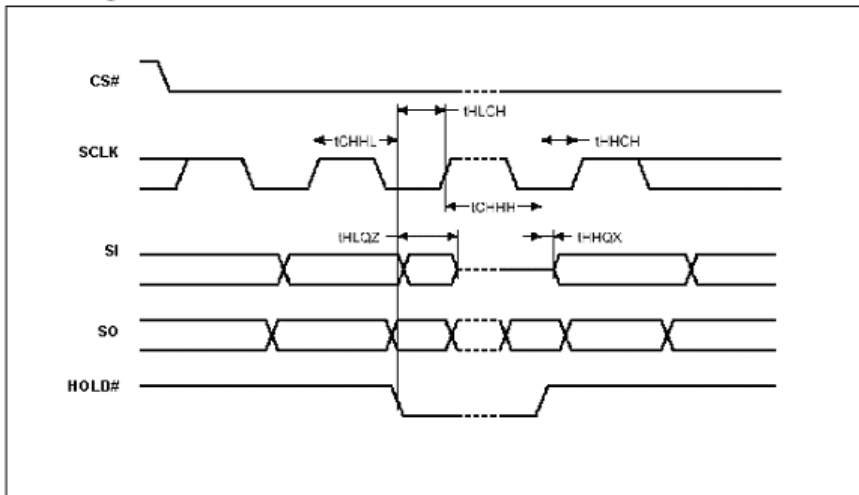 CS#
tHLCH
tCHHL
tHHCH
SCLK
tCHHH
tHLQZ
tHHQX
SI
SO
HOLD#